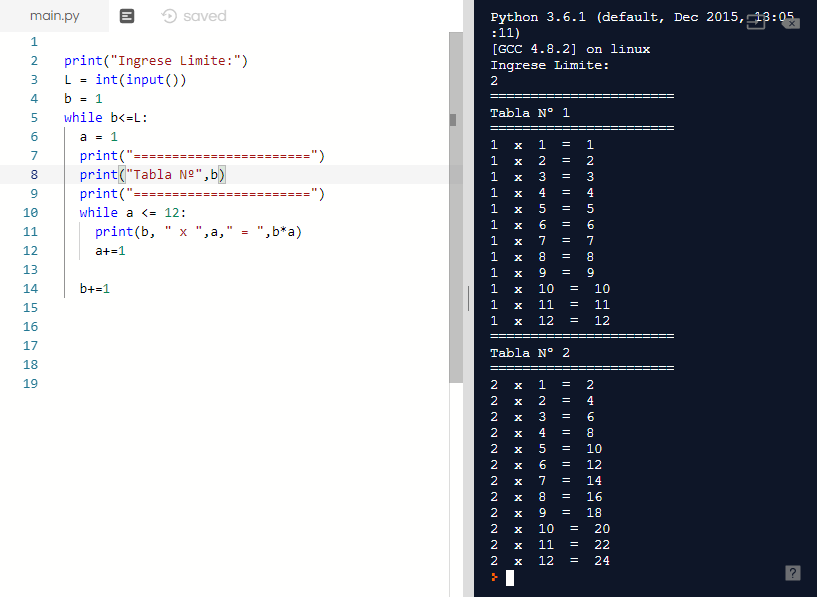 main.py saved
1
2 print("Ingrese Limite:")
3 L = int(input())
4 b = 1
5 while b<=L:
6 a = 1
7 print("=======================")
8 print("Tabla Nº",b)
9 print("=======================")
10 while a <= 12:
11 print(b, " x ",a," = ",b*a)
12 a+=1
13
14 b+=1
15
16
17
18
19
Python 3.6.1 (default, Dec 2015, 13:05
:11)
[GCC 4.8.2] on linux
Ingrese Limite:
2
=======================
Tabla Nº 1
=======================
1 x 1 = 1
1 x 2 = 2
1 x 3 = 3
1 x 4 = 4
1 x 5 = 5
1 x 6 = 6
1 x 7 = 7
1 x 8 = 8
1 x 9 = 9
1 x 10 = 10
1 x 11 = 11
1 x 12 = 12
=======================
Tabla Nº 2
=======================
2 x 1 = 2
2 x 2 = 4
2 x 3 = 6
2 x 4 = 8
2 x 5 = 10
2 x 6 = 12
2 x 7 = 14
2 x 8 = 16
2 x 9 = 18
2 x 10 = 20
2 x 11 = 22
2 x 12 = 24
>
?